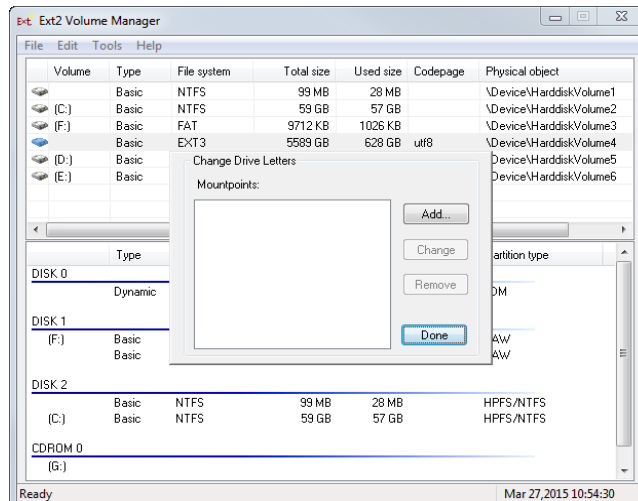 Ext2 Volume Manager
File Edit Tools Help
Volume Type File system Total size Used size Codepage Physical object
Basic NTFS 99 MB 28 MB \Device\HarddiskVolume1
(C:) Basic NTFS 59 GB 57 GB \Device\HarddiskVolume2
(F:) Basic FAT 9712 KB 1026 KB \Device\HarddiskVolume3
Basic EXT3 5589 GB 628 GB utf8 \Device\HarddiskVolume4
(D:) Basic Device\HarddiskVolume5
(E:) Basic Device\HarddiskVolume6
Change Drive Letters
Mountpoints:
Add...
Change
Remove
Done
Type artition type
DISK 0
Dynamic OM
DISK 1
(F:) Basic AW
Basic AW
DISK 2
Basic NTFS 99 MB 28 MB HPFS/NTFS
(C:) Basic NTFS 59 GB 57 GB HPFS/NTFS
CDROM 0
(G:)
Ready Mar 27,2015 10:54:30